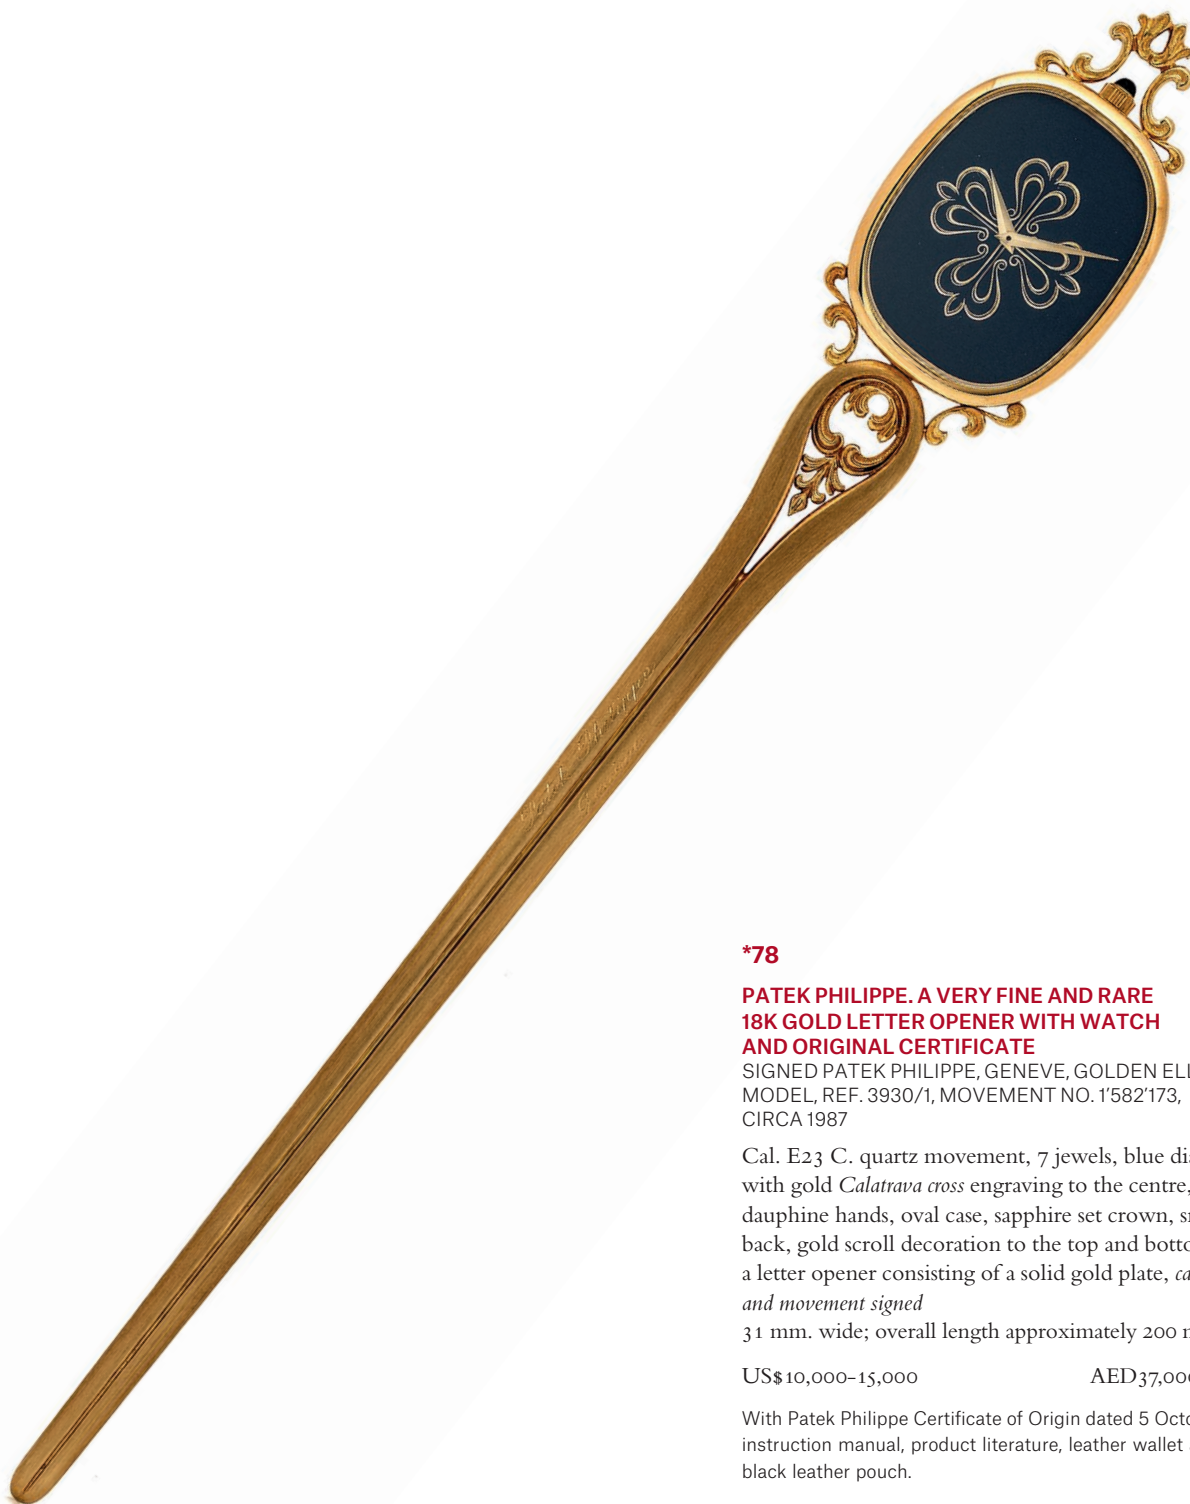 Patek Philippe
*78
PATEK PHILIPPE. A VERY FINE AND RARE
18K GOLD LETTER OPENER WITH WATCH
AND ORIGINAL CERTIFICATE
SIGNED PATEK PHILIPPE, GENEVE, GOLDEN
MODEL, REF. 3930/1, MOVEMENT NO. 1'582'173,
CIRCA 1987
Cal. E23 C. quartz movement, 7 jewels, blue
with gold Calatrava cross engraving to the centre,
dauphine hands, oval case, sapphire set crown,
back, gold scroll decoration to the top and
a letter opener consisting of a solid gold plate,
and movement signed
31 mm. wide; overall length approximately 200
US$10,000–15,000 AED37,000
With Patek Philippe Certificate of Origin dated 5
instruction manual, product literature, leather wallet
black leather pouch.